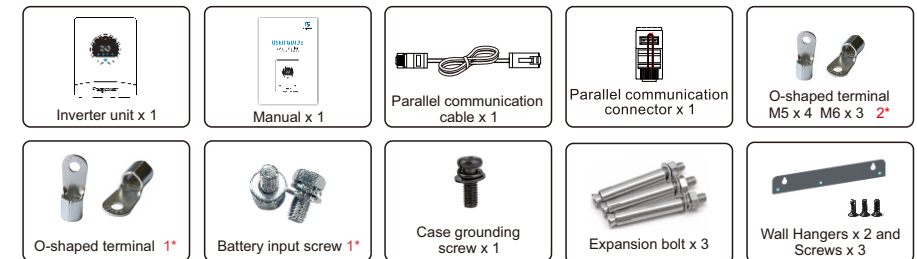 USER GUIDE
Inverter unit x 1
Manual x 1
Parallel communication
cable x 1
Parallel communication
connector x 1
O-shaped terminal
M5 x 4 M6 x 3 2*
O-shaped terminal 1*
Battery input screw 1*
Case grounding
screw x 1
Expansion bolt x 3
Wall Hangers x 2 and
Screws x 3